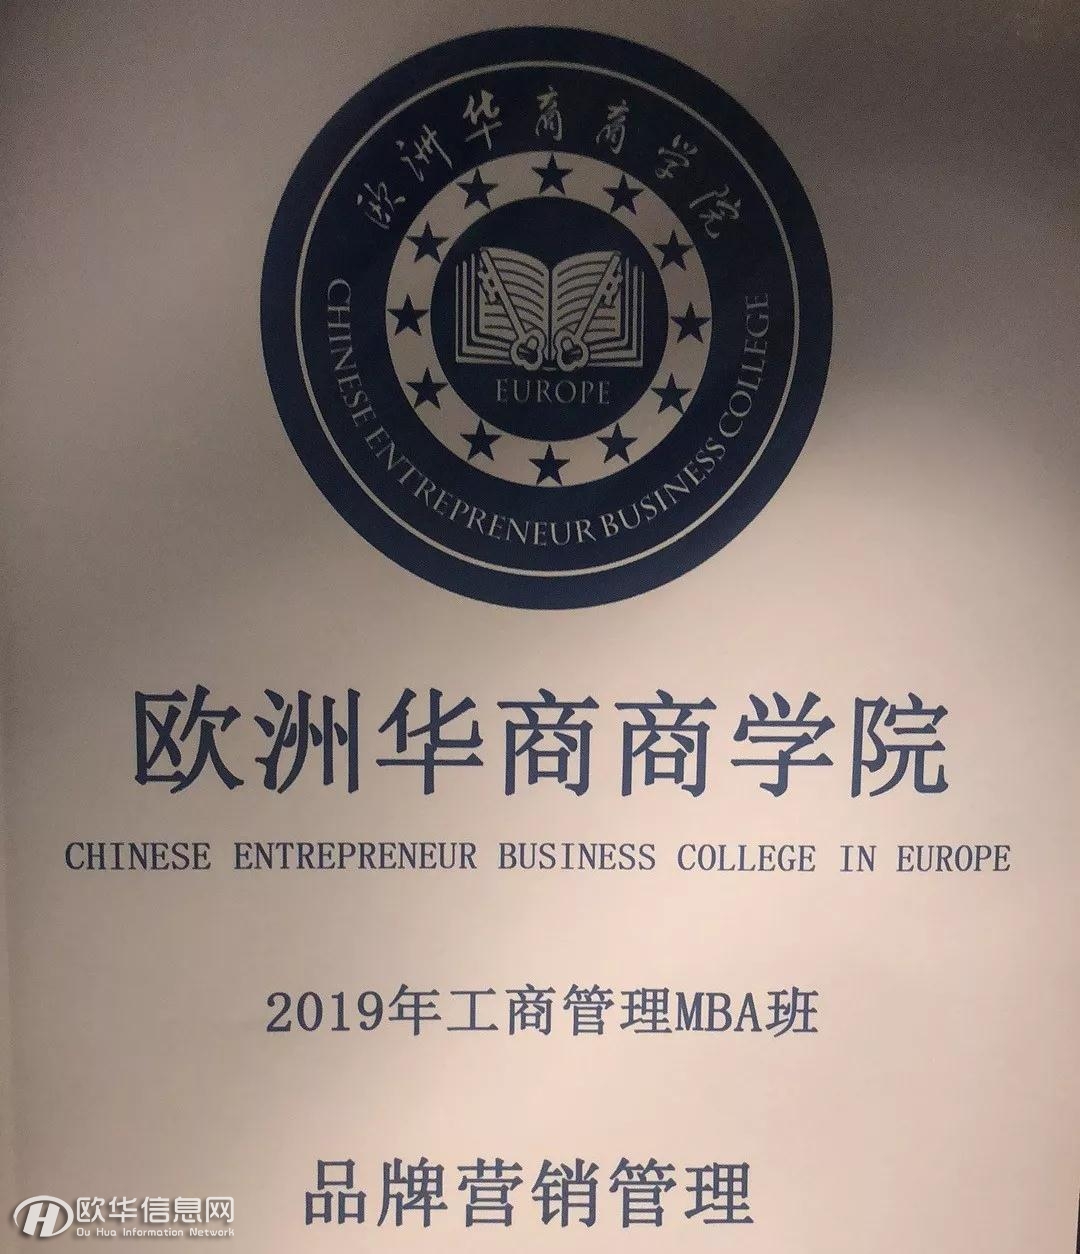 欧洲华商商学院
CHINESE ENTREPRENEUR BUSINESS COLLEGE
EUROPE
欧洲华商商学院
CHINESE ENTREPRENEUR BUSINESS COLLEGE IN EUROPE
2019年工商管理MBA班
品牌营销管理
H 欧华信息网
Ou Hua Information Network